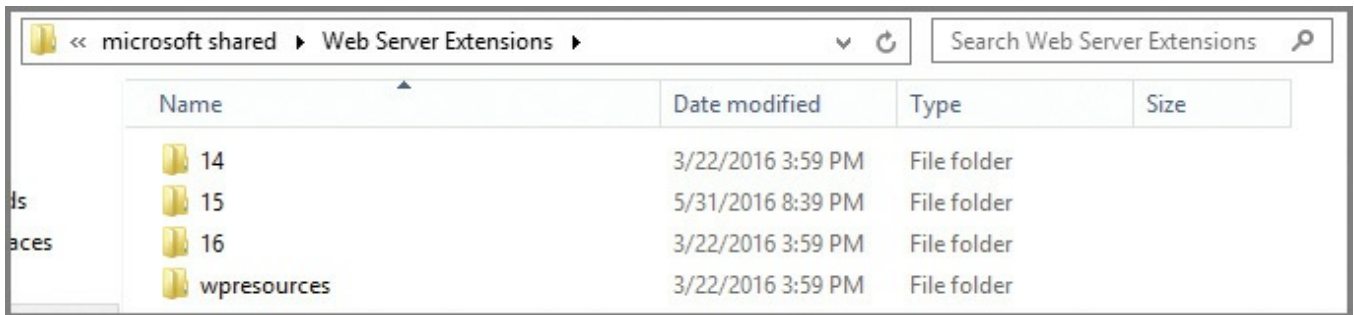 « microsoft shared ▸ Web Server Extensions ▸ Search Web Server Extensions
Name Date modified Type Size
14 3/22/2016 3:59 PM File folder
ds 15 5/31/2016 8:39 PM File folder
aces 16 3/22/2016 3:59 PM File folder
wpresources 3/22/2016 3:59 PM File folder